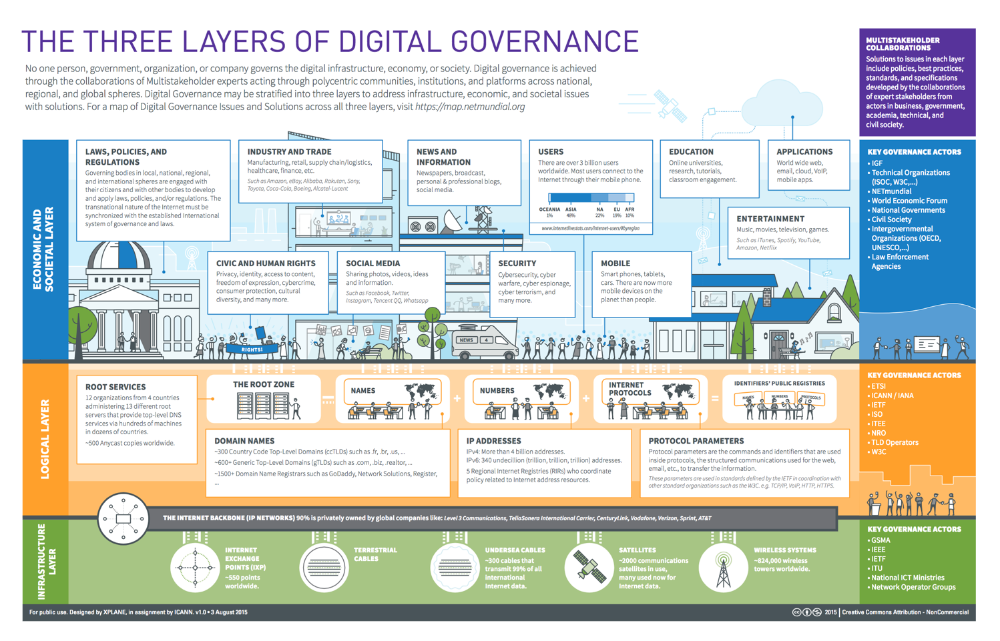 THE THREE LAYERS OF DIGITAL GOVERNANCE
No one person, government, organization, or company governs the digital infrastructure, economy, or society. Digital governance is achieved
through the collaborations of Multistakeholder experts acting through polycentric communities, institutions, and platforms across national,
regional, and global spheres. Digital Governance may be stratified into three layers to address infrastructure, economic, and societal issues
with solutions. For a map of Digital Governance Issues and Solutions across all three layers, visit https://map.netmundial.org
MULTISTAKEHOLDER
COLLABORATIONS
Solutions to issues in each layer
include policies, best practices,
standards, and specifications
developed by the collaborations
of expert stakeholders from
actors in business, government,
academia, technical, and
civil society.
ECONOMIC AND
SOCIETAL LAYER
LAWS, POLICIES, AND
REGULATIONS
Governing bodies in local, national, regional,
and international spheres are engaged with
their citizens and with other bodies to develop
and apply laws, policies, and/or regulations. The
transnational nature of the Internet must be
synchronized with the established International
system of governance and laws.
INDUSTRY AND TRADE
Manufacturing, retail, supply chain/logistics,
healthcare, finance, etc.
Such as Amazon, eBay, Alibaba, Rakutan, Sony,
Toyota, Coca-Cola, Boeing, Alcatel-Lucent
NEWS AND
INFORMATION
Newspapers, broadcast,
personal & professional blogs,
social media.
USERS
There are over 3 billion users
worldwide. Most users connect to the
Internet through their mobile phone.
OCEANIA ASIA NA EU AFR
1% 48% 22% 19% 10%
www.internetlivestats.com/internet-users/#byregion
EDUCATION
Online universities,
research, tutorials,
classroom engagement.
APPLICATIONS
World wide web,
email, cloud, VoIP,
mobile apps.
ENTERTAINMENT
Music, movies, television, games.
Such as iTunes, Spotify, YouTube,
Amazon, Netflix
CIVIC AND HUMAN RIGHTS
Privacy, identity, access to content,
freedom of expression, cybercrime,
consumer protection, cultural
diversity, and many more.
SOCIAL MEDIA
Sharing photos, videos, ideas
and information.
Such as Facebook, Twitter,
Instagram, Tencent QQ, Whatsapp
SECURITY
Cybersecurity, cyber
warfare, cyber espionage,
cyber terrorism, and
many more.
MOBILE
Smart phones, tablets,
cars. There are now more
mobile devices on the
planet than people.
RIGHTS!
NEWS 4
KEY GOVERNANCE ACTORS
• IGF
• Technical Organizations
(ISOC, W3C,...)
• NETmundial
• World Economic Forum
• National Governments
• Civil Society
• Intergovernmental
Organizations (OECD,
UNESCO,...)
• Law Enforcement
Agencies
LOGICAL LAYER
ROOT SERVICES
12 organizations from 4 countries
administering 13 different root
servers that provide top-level DNS
services via hundreds of machines
in dozens of countries.
~500 Anycast copies worldwide.
THE ROOT ZONE
=
NAMES
+
NUMBERS
+
INTERNET
PROTOCOLS
=
IDENTIFIERS' PUBLIC REGISTRIES
NAMES NUMBERS PROTOCOLS
DOMAIN NAMES
~300 Country Code Top-Level Domains (ccTLDs) such as .fr, .br, .us, ...
~600+ Generic Top-Level Domains (gTLDs) such as .com, .biz, .realtor, ...
~1500+ Domain Name Registrars such as GoDaddy, Network Solutions, Register,
...
IP ADDRESSES
IPv4: More than 4 billion addresses.
IPv6: 340 undecillion (trillion, trillion, trillion) addresses.
5 Regional Internet Registries (RIRs) who coordinate
policy related to Internet address resources.
PROTOCOL PARAMETERS
Protocol parameters are the commands and identifiers that are used
inside protocols, the structured communications used for the web,
email, etc., to transfer the information.
These parameters are used in standards defined by the IETF in coordination with
other standard organizations such as the W3C. e.g. TCP/IP, VoIP, HTTP, HTTPS.
KEY GOVERNANCE ACTORS
• ETSI
• ICANN / IANA
• IETF
• ISO
• ITEE
• NRO
• TLD Operators
• W3C
THE INTERNET BACKBONE (IP NETWORKS) 90% is privately owned by global companies like: Level 3 Communications, TeliaSonera International Carrier, CenturyLink, Vodafone, Verizon, Sprint, AT&T
INFRASTRUCTURE
LAYER
INTERNET
EXCHANGE
POINTS (IXP)
~550 points
worldwide.
TERRESTRIAL
CABLES
UNDERSEA CABLES
~300 cables that
transmit 99% of all
International
Internet data.
SATELLITES
~2000 communications
satellites in use,
many used now for
Internet data.
WIRELESS SYSTEMS
~824,000 wireless
towers worldwide.
KEY GOVERNANCE ACTORS
• GSMA
• IEEE
• IETF
• ITU
• National ICT Ministries
• Network Operator Groups
For public use. Designed by XPLANE, in assignment by ICANN. v1.0 • 3 August 2015
cc 2015 | Creative Commons Attribution - NonCommercial